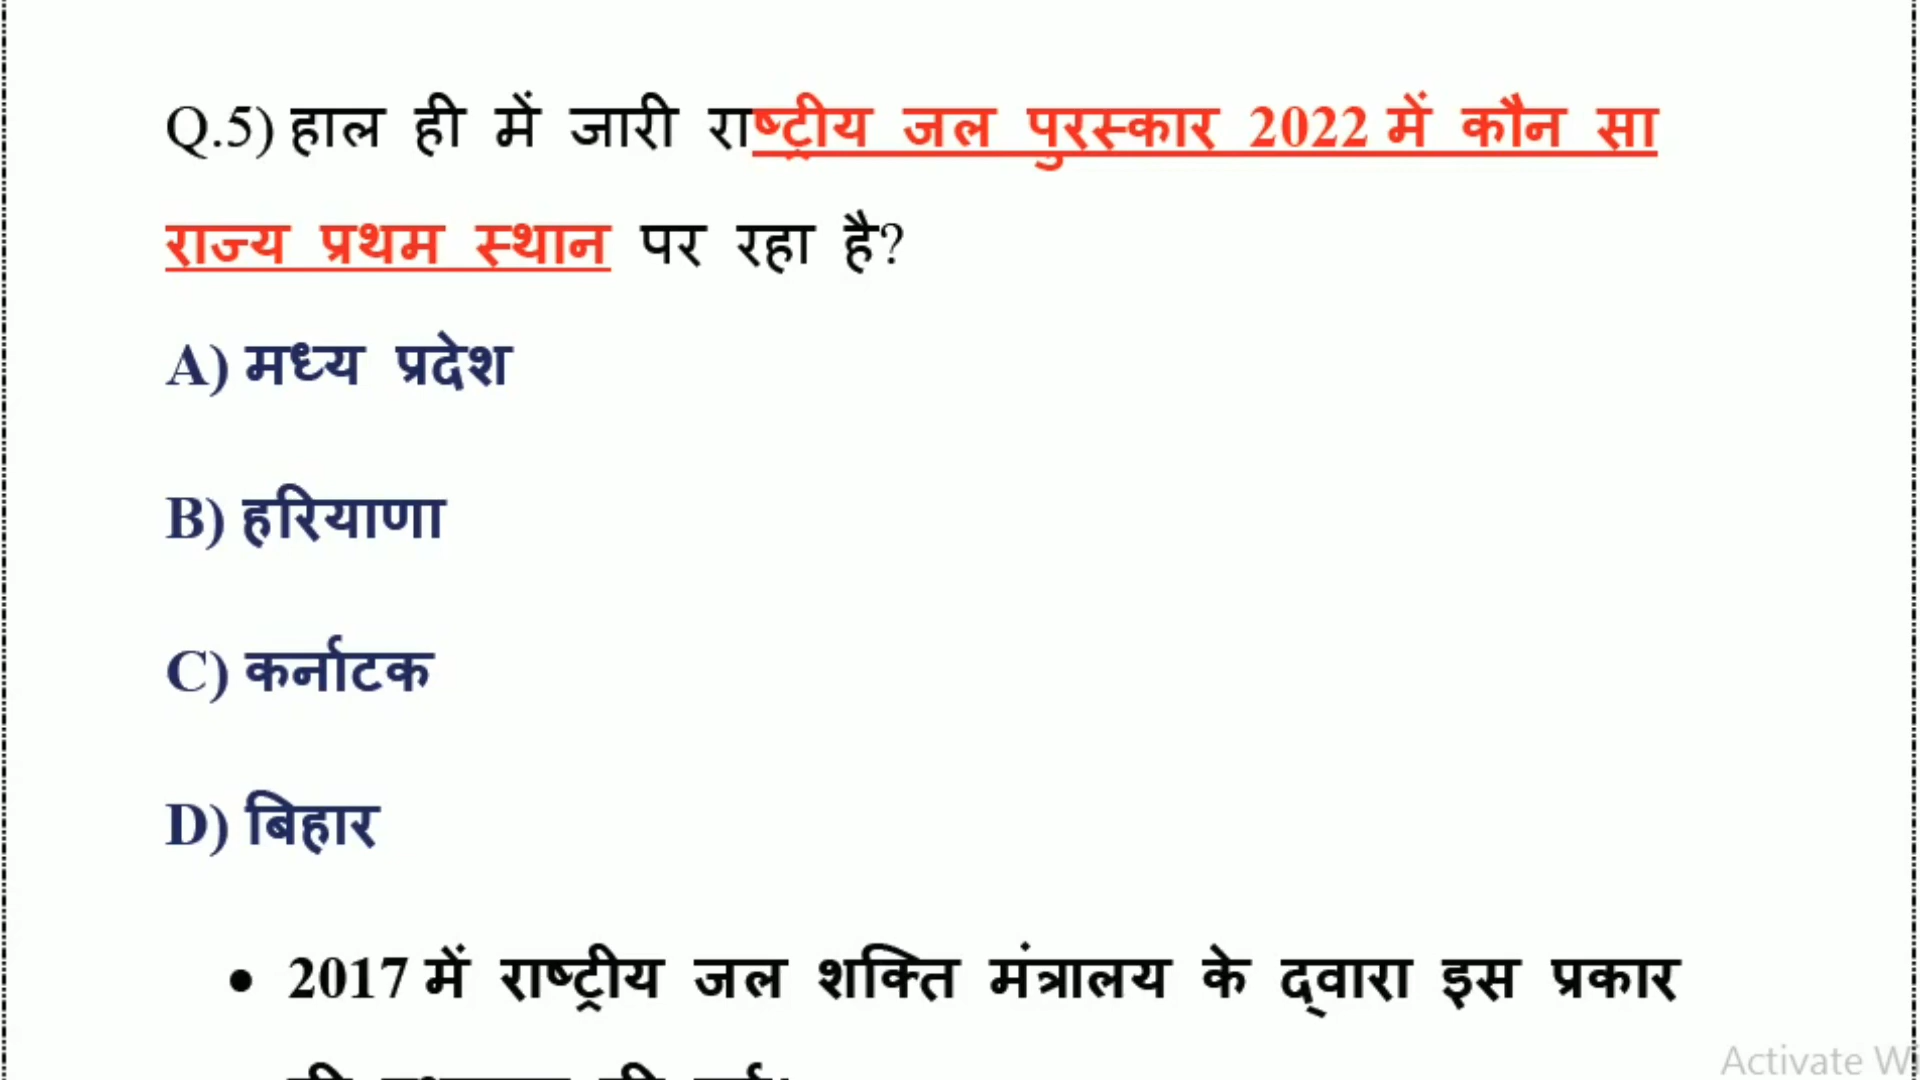 Q.5) हाल ही में जारी राष्ट्रीय जल पुरस्कार 2022 में कौन सा
राज्य प्रथम स्थान पर रहा है?
A) मध्य प्रदेश
B) हरियाणा
C) कर्नाटक
D) बिहार
• 2017 में राष्ट्रीय जल शक्ति मंत्रालय के द्वारा इस प्रकार
Activate